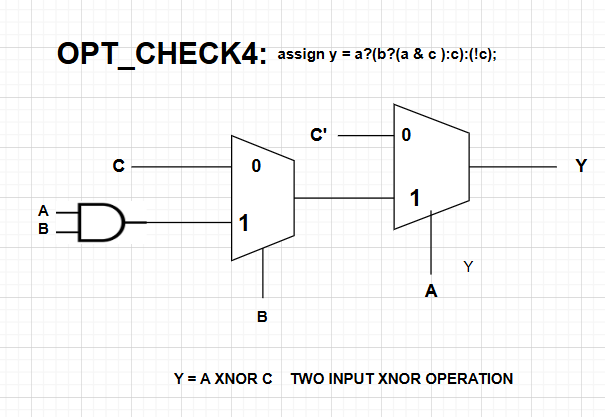 OPT_CHECK4: assign y = a?(b?(a & c ):c):(!c);
C' 0
C 0 Y
1
A
B 1
Y
A
B
Y = A XNOR C TWO INPUT XNOR OPERATION